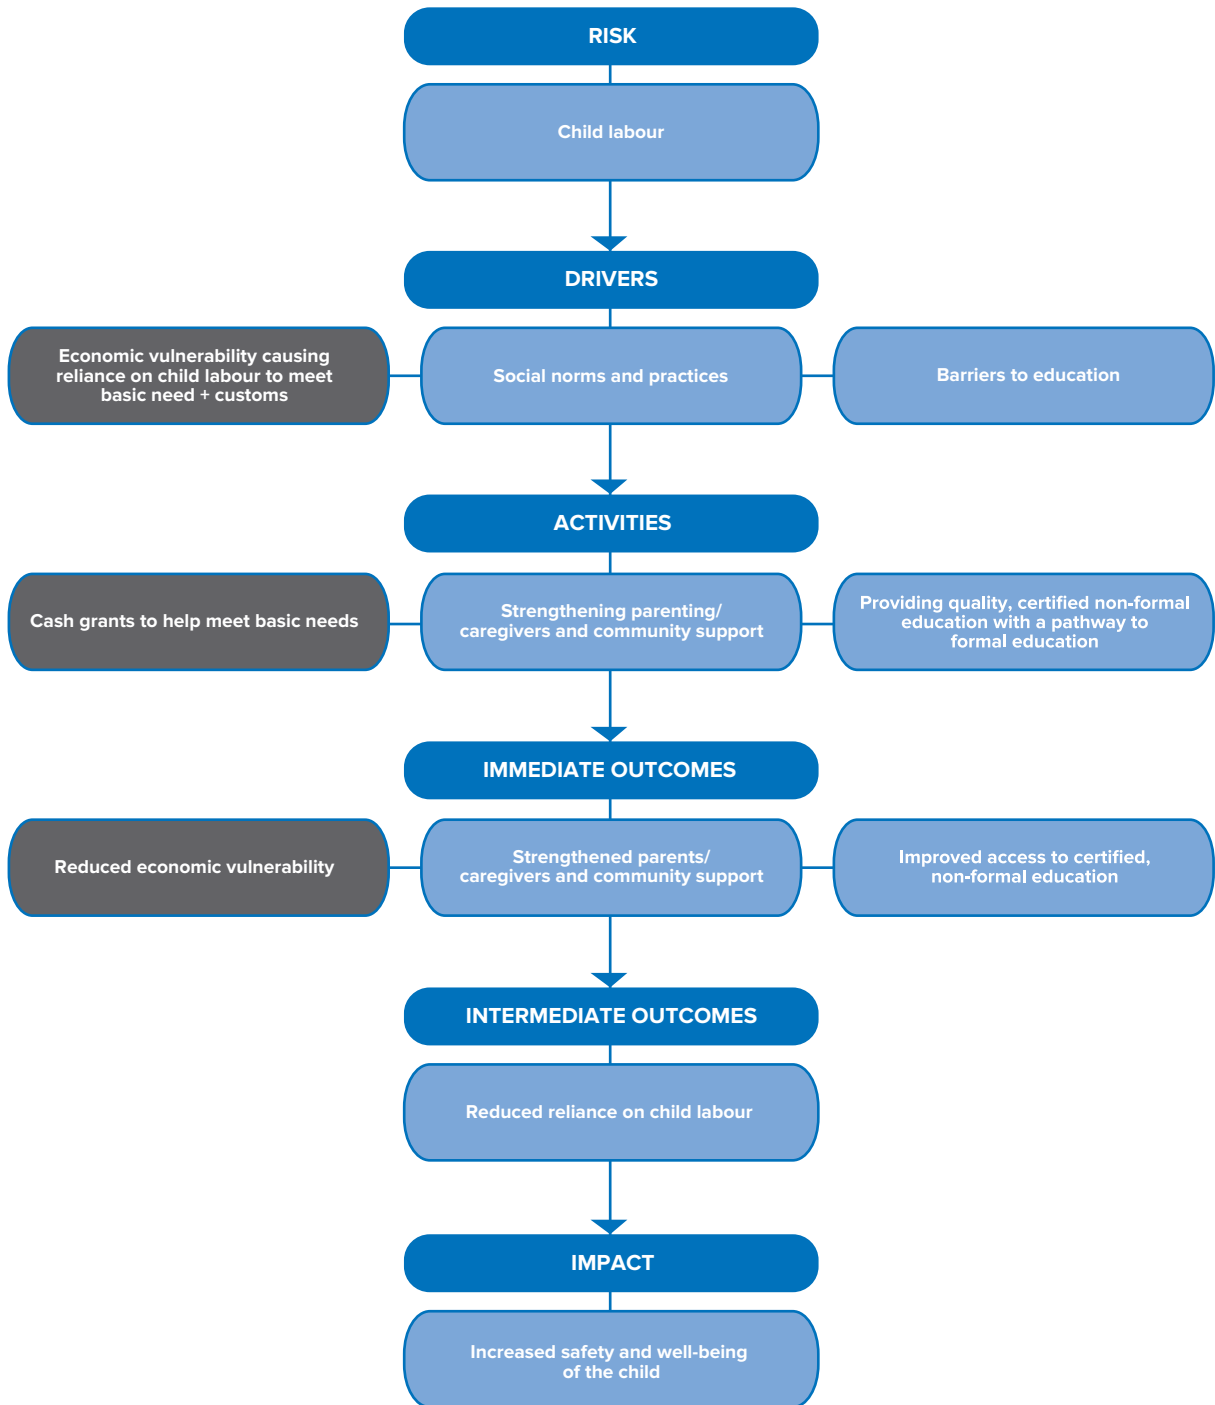 RISK
Child labour
DRIVERS
Economic vulnerability causing
reliance on child labour to meet
basic need + customs
Social norms and practices
Barriers to education
ACTIVITIES
Cash grants to help meet basic needs
Strengthening parenting/
caregivers and community support
Providing quality, certified non-formal
education with a pathway to
formal education
IMMEDIATE OUTCOMES
Reduced economic vulnerability
Strengthened parents/
caregivers and community support
Improved access to certified,
non-formal education
INTERMEDIATE OUTCOMES
Reduced reliance on child labour
IMPACT
Increased safety and well-being
of the child